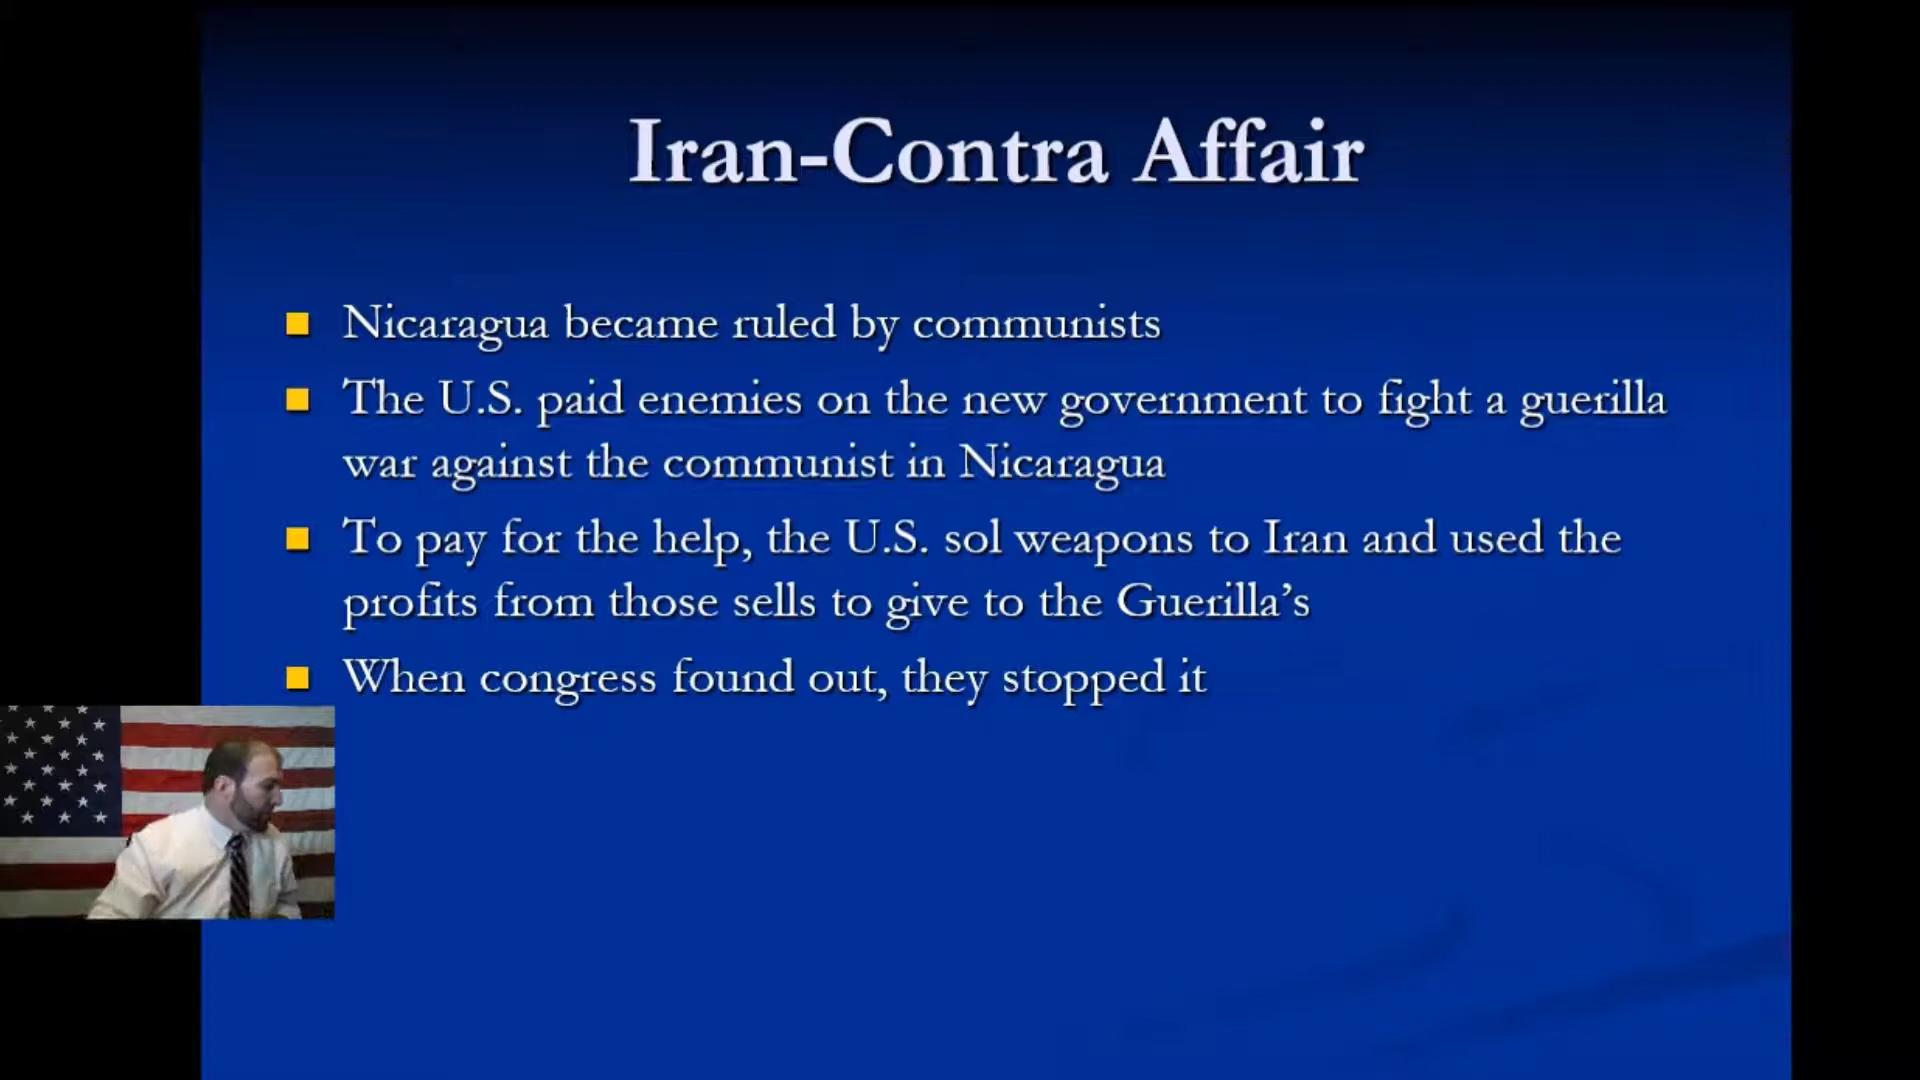 Iran-Contra Affair
Nicaragua became ruled by communists
The U.S. paid enemies on the new government to fight a guerilla
war against the communist in Nicaragua
To pay for the help, the U.S. sol weapons to Iran and used the
profits from those sells to give to the Guerilla's
When congress found out, they stopped it